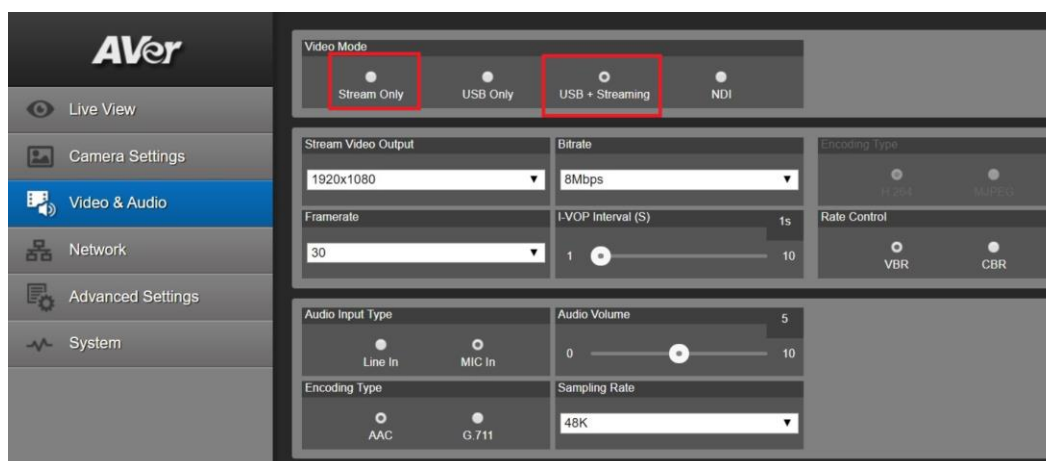 AVer
Live View
Camera Settings
Video & Audio
Network
Advanced Settings
System
Video Mode
Stream Only USB Only USB + Streaming NDI
Stream Video Output Bitrate Encoding Type
1920x1080 8Mbps H.264 MJPEG
Framerate I-VOP Interval (S) 1s Rate Control
30 1 10 VBR CBR
Audio Input Type Audio Volume 5
Line In MIC In 0 10
Encoding Type Sampling Rate
AAC G.711 48K